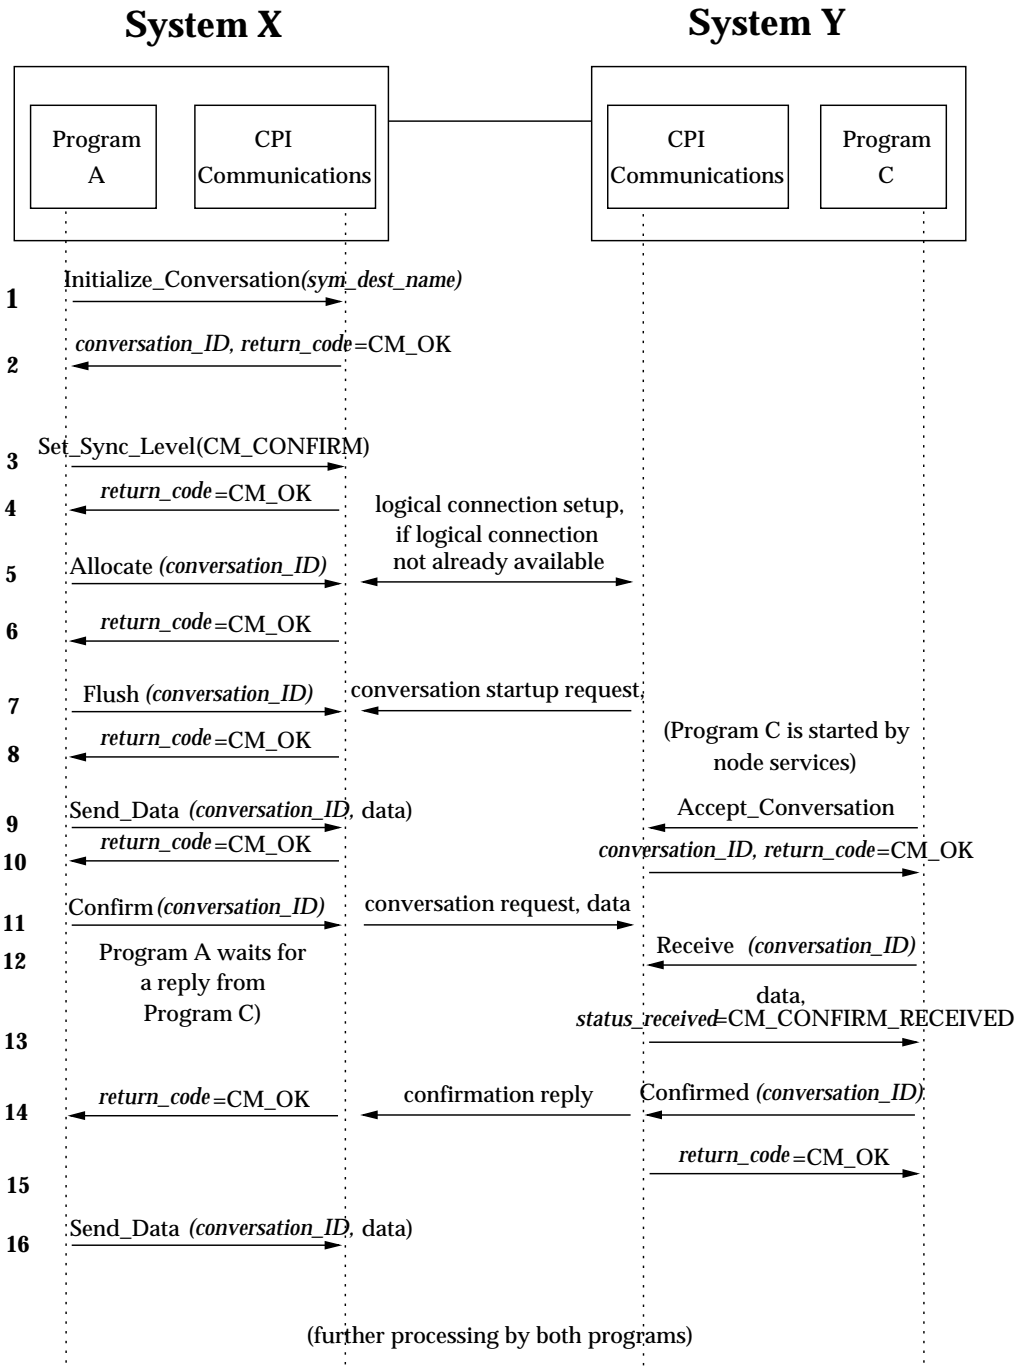 System X
System Y
Program
A
CPI
Communications
CPI
Communications
Program
C
1
Initialize_Conversation(sym_dest_name)
2
conversation_ID, return_code=CM_OK
3
Set_Sync_Level(CM_CONFIRM)
4
return_code=CM_OK
logical connection setup,
if logical connection
not already available
5
Allocate (conversation_ID)
6
return_code=CM_OK
7
Flush (conversation_ID)
conversation startup request,
8
return_code=CM_OK
(Program C is started by
node services)
9
Send_Data (conversation_ID, data)
Accept_Conversation
10
return_code=CM_OK
conversation_ID, return_code=CM_OK
11
Confirm (conversation_ID)
conversation request, data
12
Program A waits for
a reply from
Program C)
Receive (conversation_ID)
13
data,
status_received=CM_CONFIRM_RECEIVED
14
return_code=CM_OK
confirmation reply
Confirmed (conversation_ID)
15
return_code=CM_OK
16
Send_Data (conversation_ID, data)
(further processing by both programs)